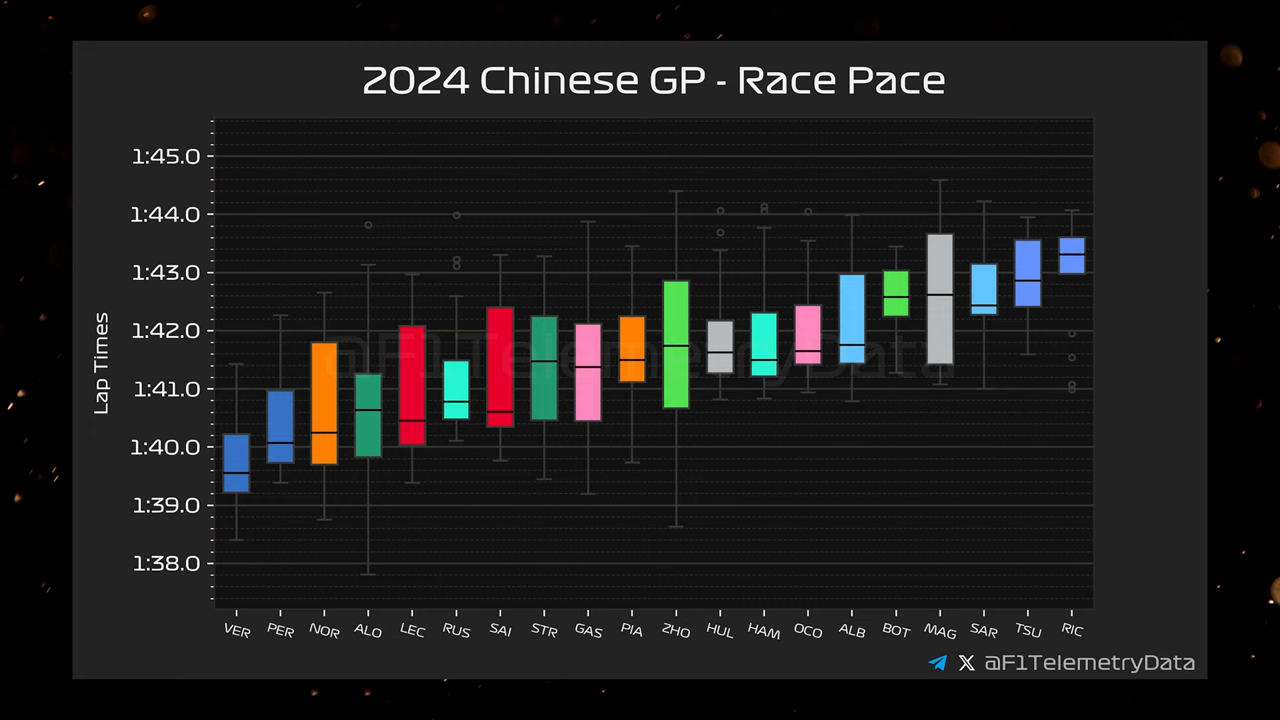 2024 Chinese GP - Race Pace
1:45.0
1:44.0
1:43.0
1:42.0
1:41.0
1:40.0
1:39.0
1:38.0
Lap Times
@F1TelemetryData
VER PER NOR ALO LEC RUS SAI STR GAS PIA ZHO HUL HAM OCO ALB BOT MAG SAR TSU RIC
@F1TelemetryData